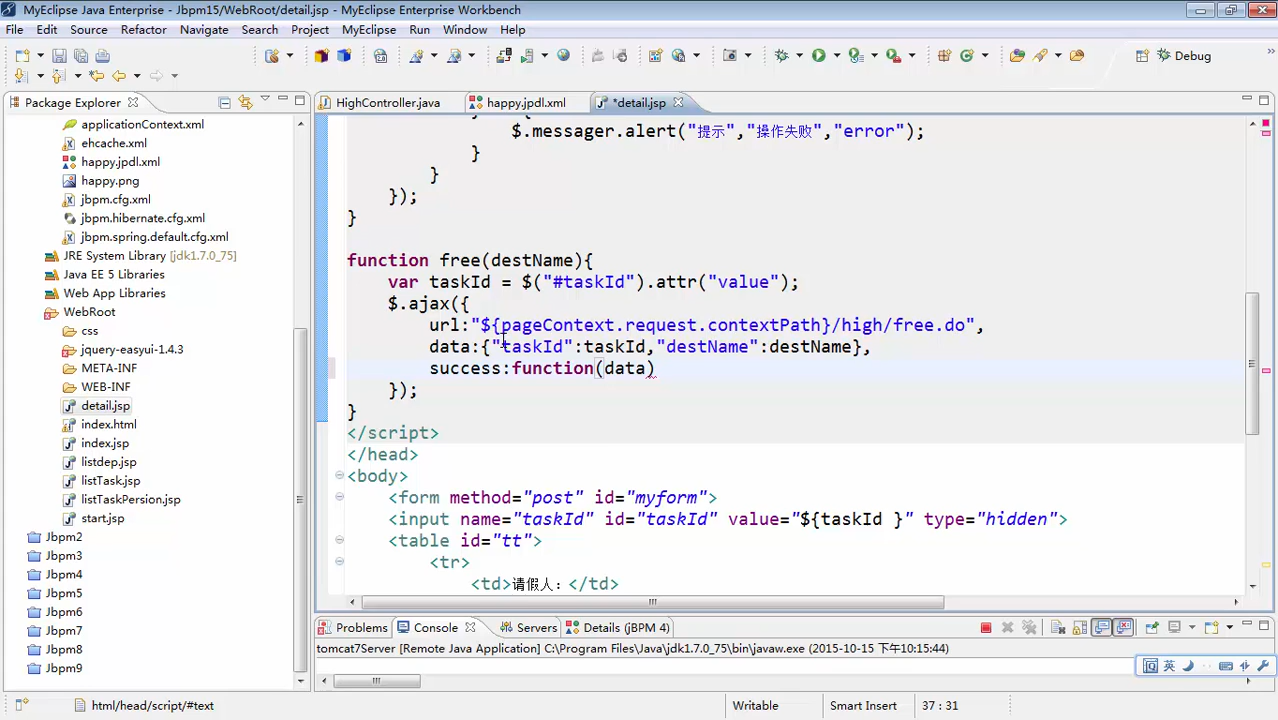 MyEclipse Java Enterprise - Jbpm15/WebRoot/detail.jsp - MyEclipse Enterprise Workbench
File Edit Source Refactor Navigate Search Project MyEclipse Run Window Help
Debug
Package Explorer
HighController.java
happy.jpdl.xml
*detail.jsp
applicationContext.xml
ehcache.xml
happy.jpdl.xml
happy.png
jbpm.cfg.xml
jbpm.hibernate.cfg.xml
jbpm.spring.default.cfg.xml
JRE System Library [jdk1.7.0_75]
Java EE 5 Libraries
Web App Libraries
WebRoot
css
jquery-easyui-1.4.3
META-INF
WEB-INF
detail.jsp
index.html
index.jsp
listdep.jsp
listTask.jsp
listTaskPersion.jsp
start.jsp
Jbpm2
Jbpm3
Jbpm4
Jbpm5
Jbpm6
Jbpm7
Jbpm8
Jbpm9
$.messager.alert("提示","操作失败","error");
}
}
});
}
function free(destName){
var taskId = $("#taskId").attr("value");
$.ajax({
url:"${pageContext.request.contextPath}/high/free.do",
data:{"taskId":taskId,"destName":destName},
success:function(data)
});
}
</script>
</head>
<body>
<form method="post" id="myform">
<input name="taskId" id="taskId" value="${taskId }" type="hidden">
<table id="tt">
<tr>
<td>请假人：</td>
Problems
Console
Servers
Details (jBPM 4)
tomcat7Server [Remote Java Application] C:\Program Files\Java\jdk1.7.0_75\bin\javaw.exe (2015-10-15 下午10:15:44)
英
html/head/script/#text
Writable
Smart Insert
37 : 31